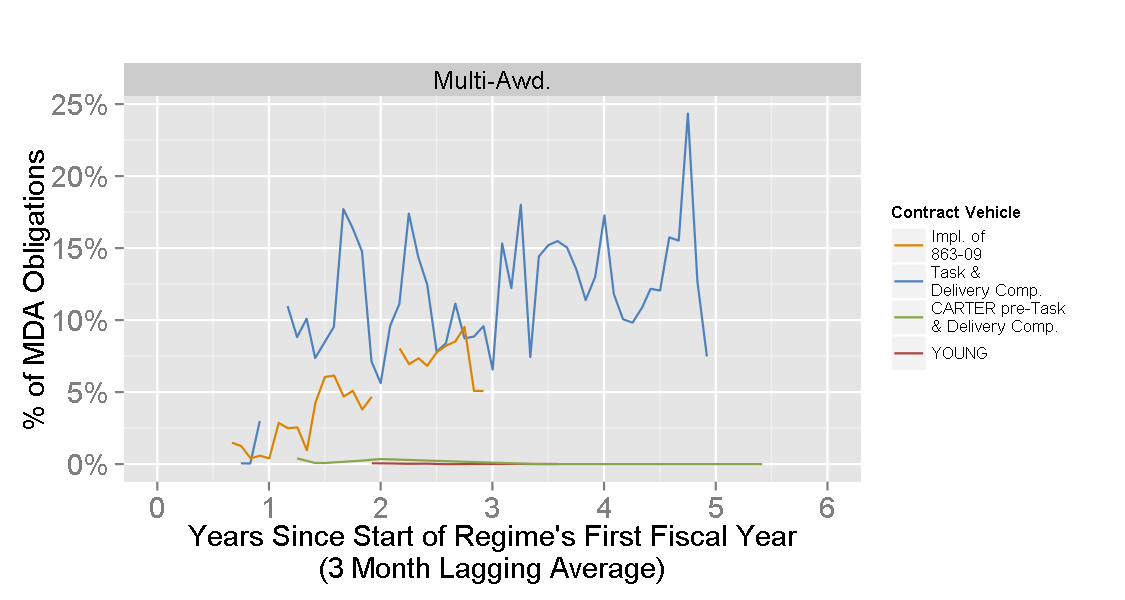 Multi-Awd.
25%
20%
15%
10%
5%
0%
% of MDA Obligations
0 1 2 3 4 5 6
Years Since Start of Regime's First Fiscal Year
(3 Month Lagging Average)
Contract Vehicle
Impl. of
863-09
Task &
Delivery Comp.
CARTER pre-Task
& Delivery Comp.
YOUNG